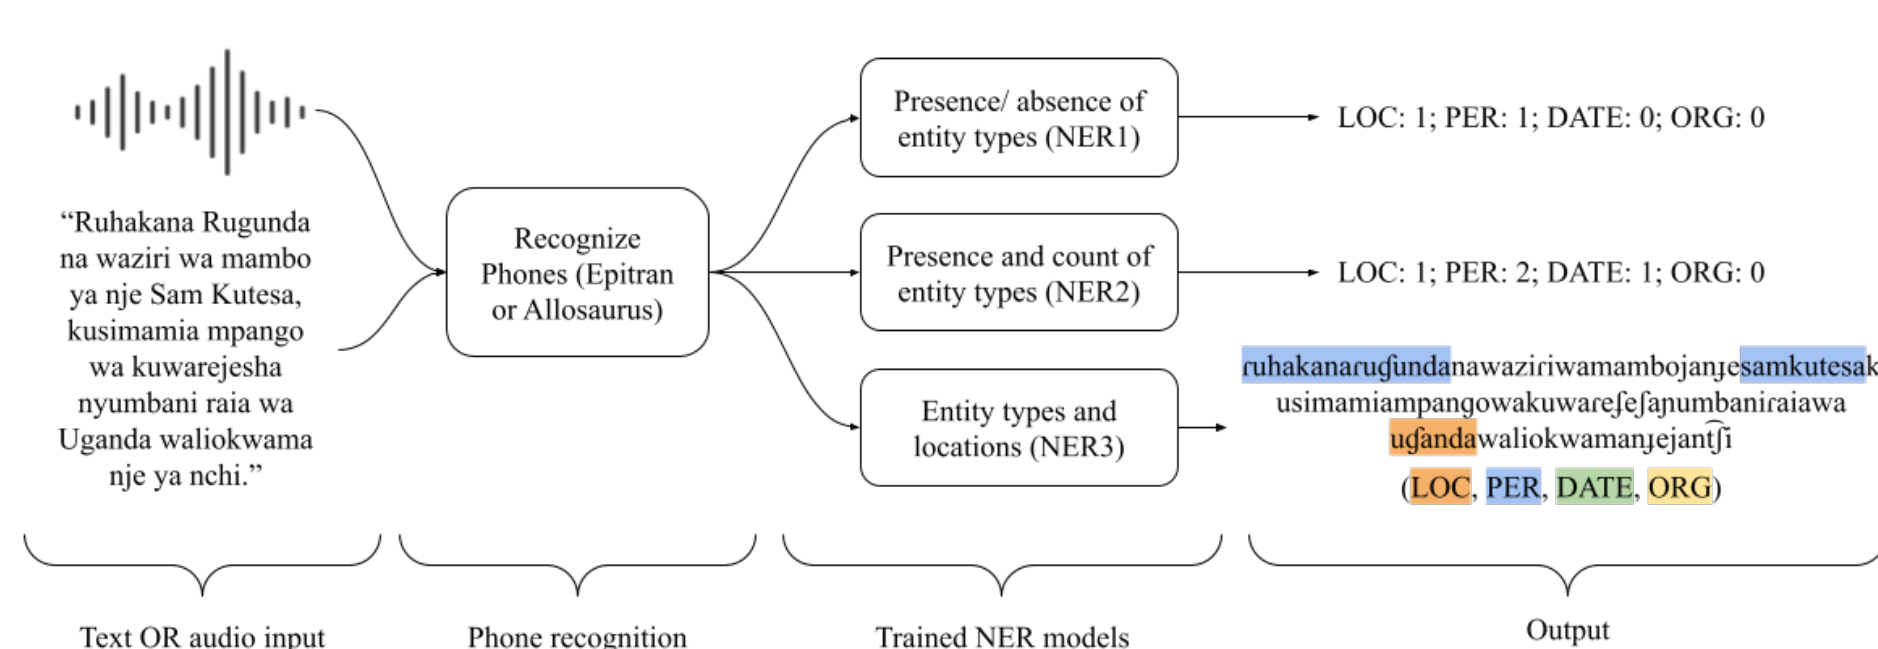 “Ruhakana Rugunda
na waziri wa mambo
ya nje Sam Kutesa,
kusimamia mpango
wa kuwarejesha
nyumbani raia wa
Uganda waliokwama
nje ya nchi.”
Recognize
Phones (Epitran
or Allosaurus)
Presence/ absence of
entity types (NER1)
LOC: 1; PER: 1; DATE: 0; ORG: 0
Presence and count of
entity types (NER2)
LOC: 1; PER: 2; DATE: 1; ORG: 0
Entity types and
locations (NER3)
ɾuhakanaɾuɠundanawaziɾiwamambojanɟesamkutesak
usimamiampangowakuwaɾeʄeʃaɲumbaniɾaiawa
uɠandawaliokwamanɟejant͡ʃi
(LOC, PER, DATE, ORG)
Text OR audio input
Phone recognition
Trained NER models
Output